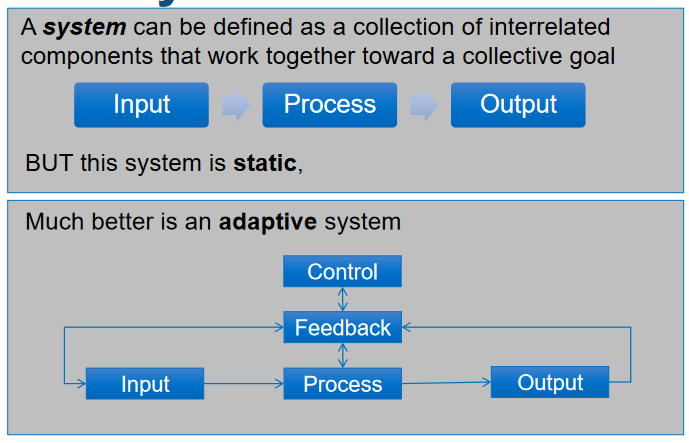 A system can be defined as a collection of interrelated
components that work together toward a collective goal
Input Process Output
BUT this system is static,
Much better is an adaptive system
Control
Feedback
Input Process Output